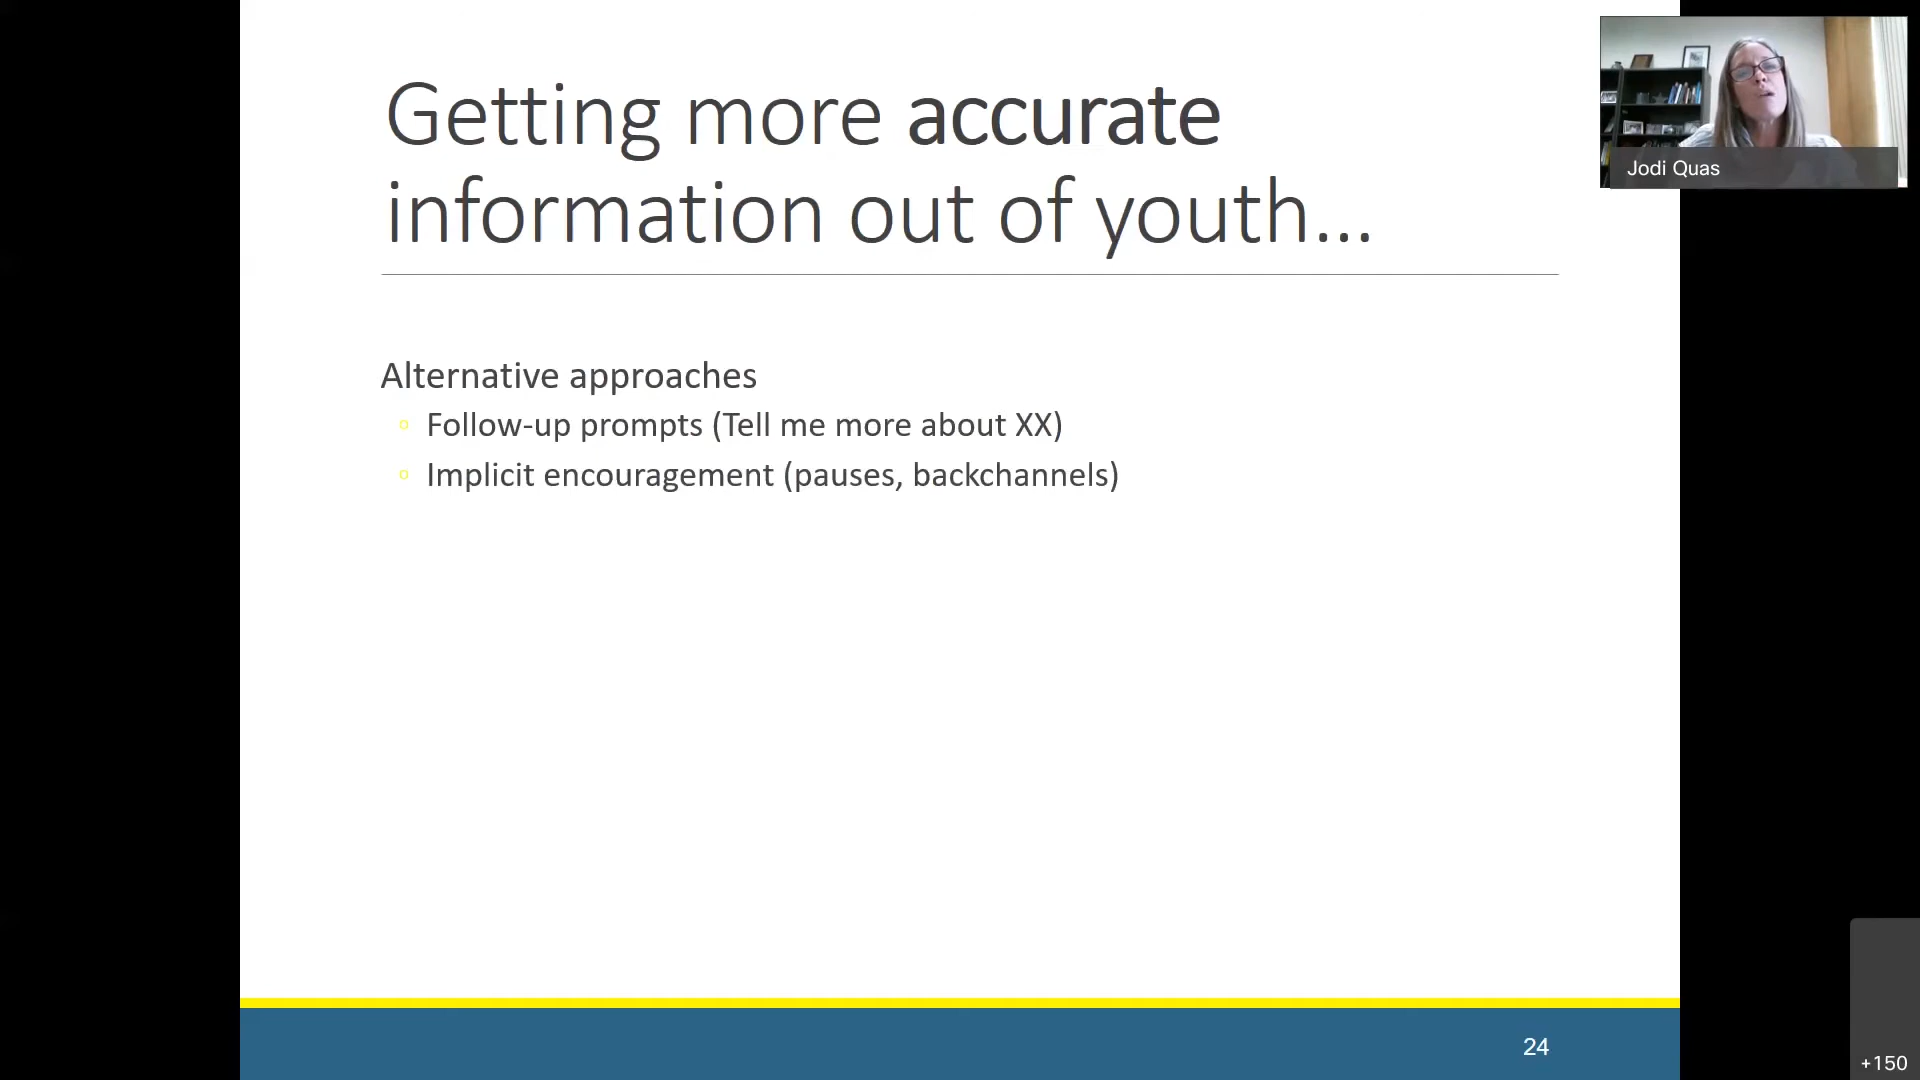 Getting more accurate
information out of youth...
Jodi Quas
Alternative approaches
Follow-up prompts (Tell me more about XX)
Implicit encouragement (pauses, backchannels)
24
+150